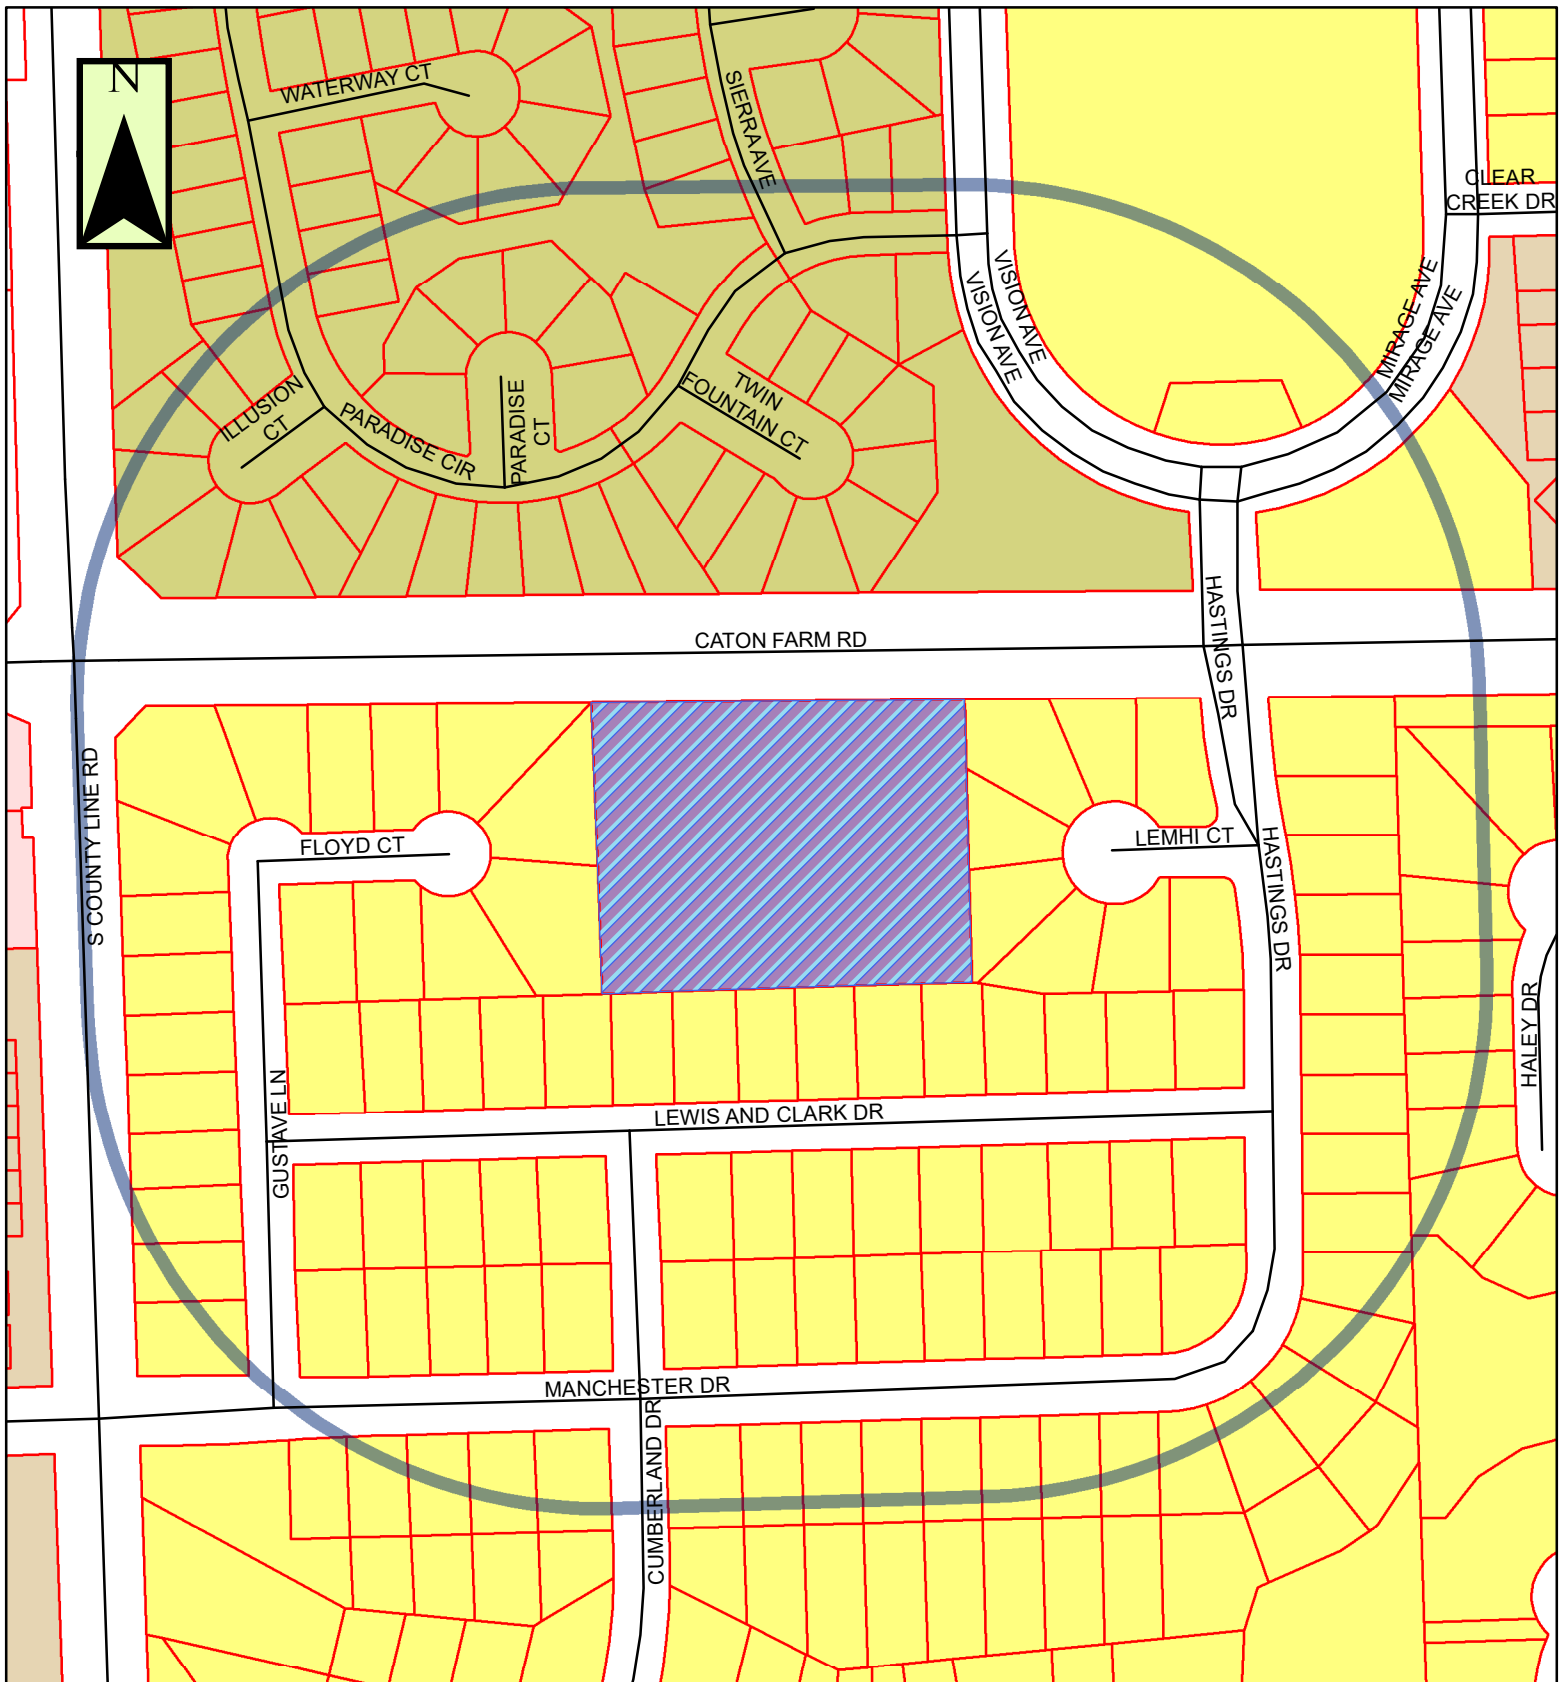 N
WATERWAY CT
SIERRA AVE
CLEAR
CREEK DR
VISION AVE
VISION AVE
MIRAGE AVE
MIRAGE AVE
ILLUSION
CT
PARADISE CIR
PARADISE
CT
TWIN
FOUNTAIN CT
HASTINGS DR
CATON FARM RD
S COUNTY LINE RD
FLOYD CT
LEMHI CT
HASTINGS DR
HALEY DR
GUSTAVE LN
LEWIS AND CLARK DR
MANCHESTER DR
CUMBERLAND DR